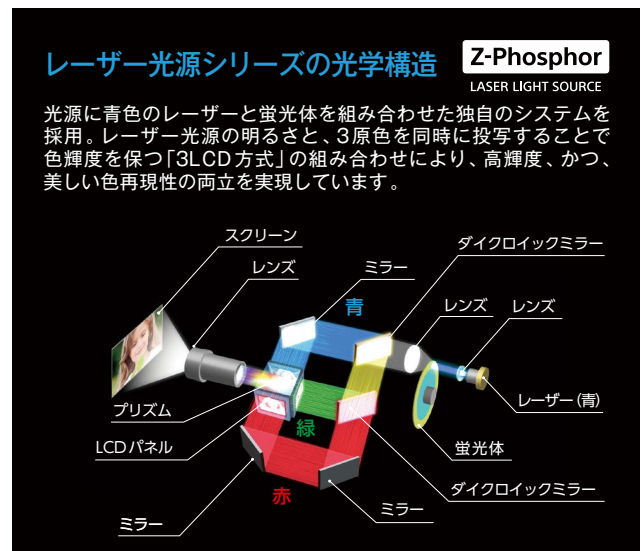 レーザー光源シリーズの光学構造
Z-Phosphor
LASER LIGHT SOURCE
光源に青色のレーザーと蛍光体を組み合わせた独自のシステムを
採用。レーザー光源の明るさと、3原色を同時に投写することで
色輝度を保つ「3LCD方式」の組み合わせにより、高輝度、かつ、
美しい色再現性の両立を実現しています。
スクリーン
ダイクロイックミラー
レンズ
ミラー
青
レンズ
レンズ
プリズム
レーザー(青)
緑
LCDパネル
蛍光体
赤
ダイクロイックミラー
ミラー
ミラー